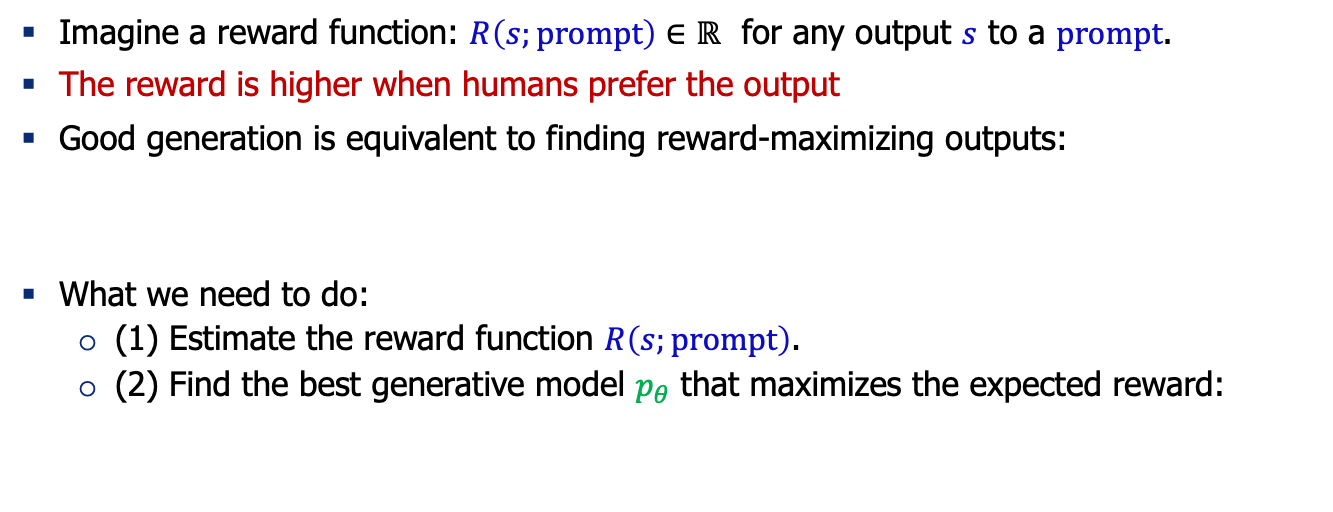 ▪ Imagine a reward function: R(s; prompt) ∈ ℝ for any output s to a prompt.
▪ The reward is higher when humans prefer the output
▪ Good generation is equivalent to finding reward-maximizing outputs:
▪ What we need to do:
○ (1) Estimate the reward function R(s; prompt).
○ (2) Find the best generative model pθ that maximizes the expected reward: